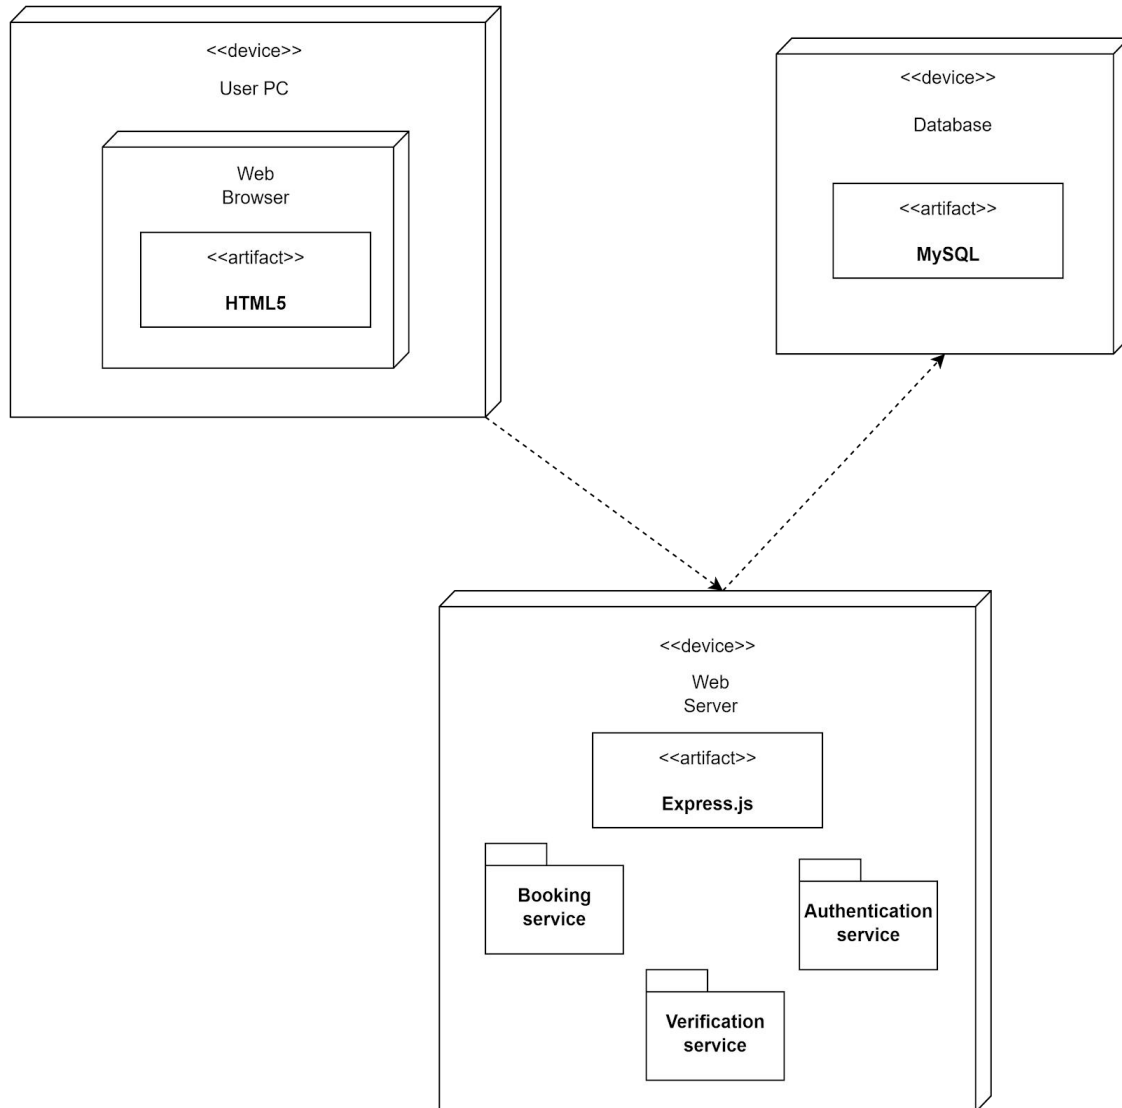 <<device>>
User PC
Web
Browser
<<artifact>>
HTML5
<<device>>
Database
<<artifact>>
MySQL
<<device>>
Web
Server
<<artifact>>
Express.js
Booking
service
Authentication
service
Verification
service